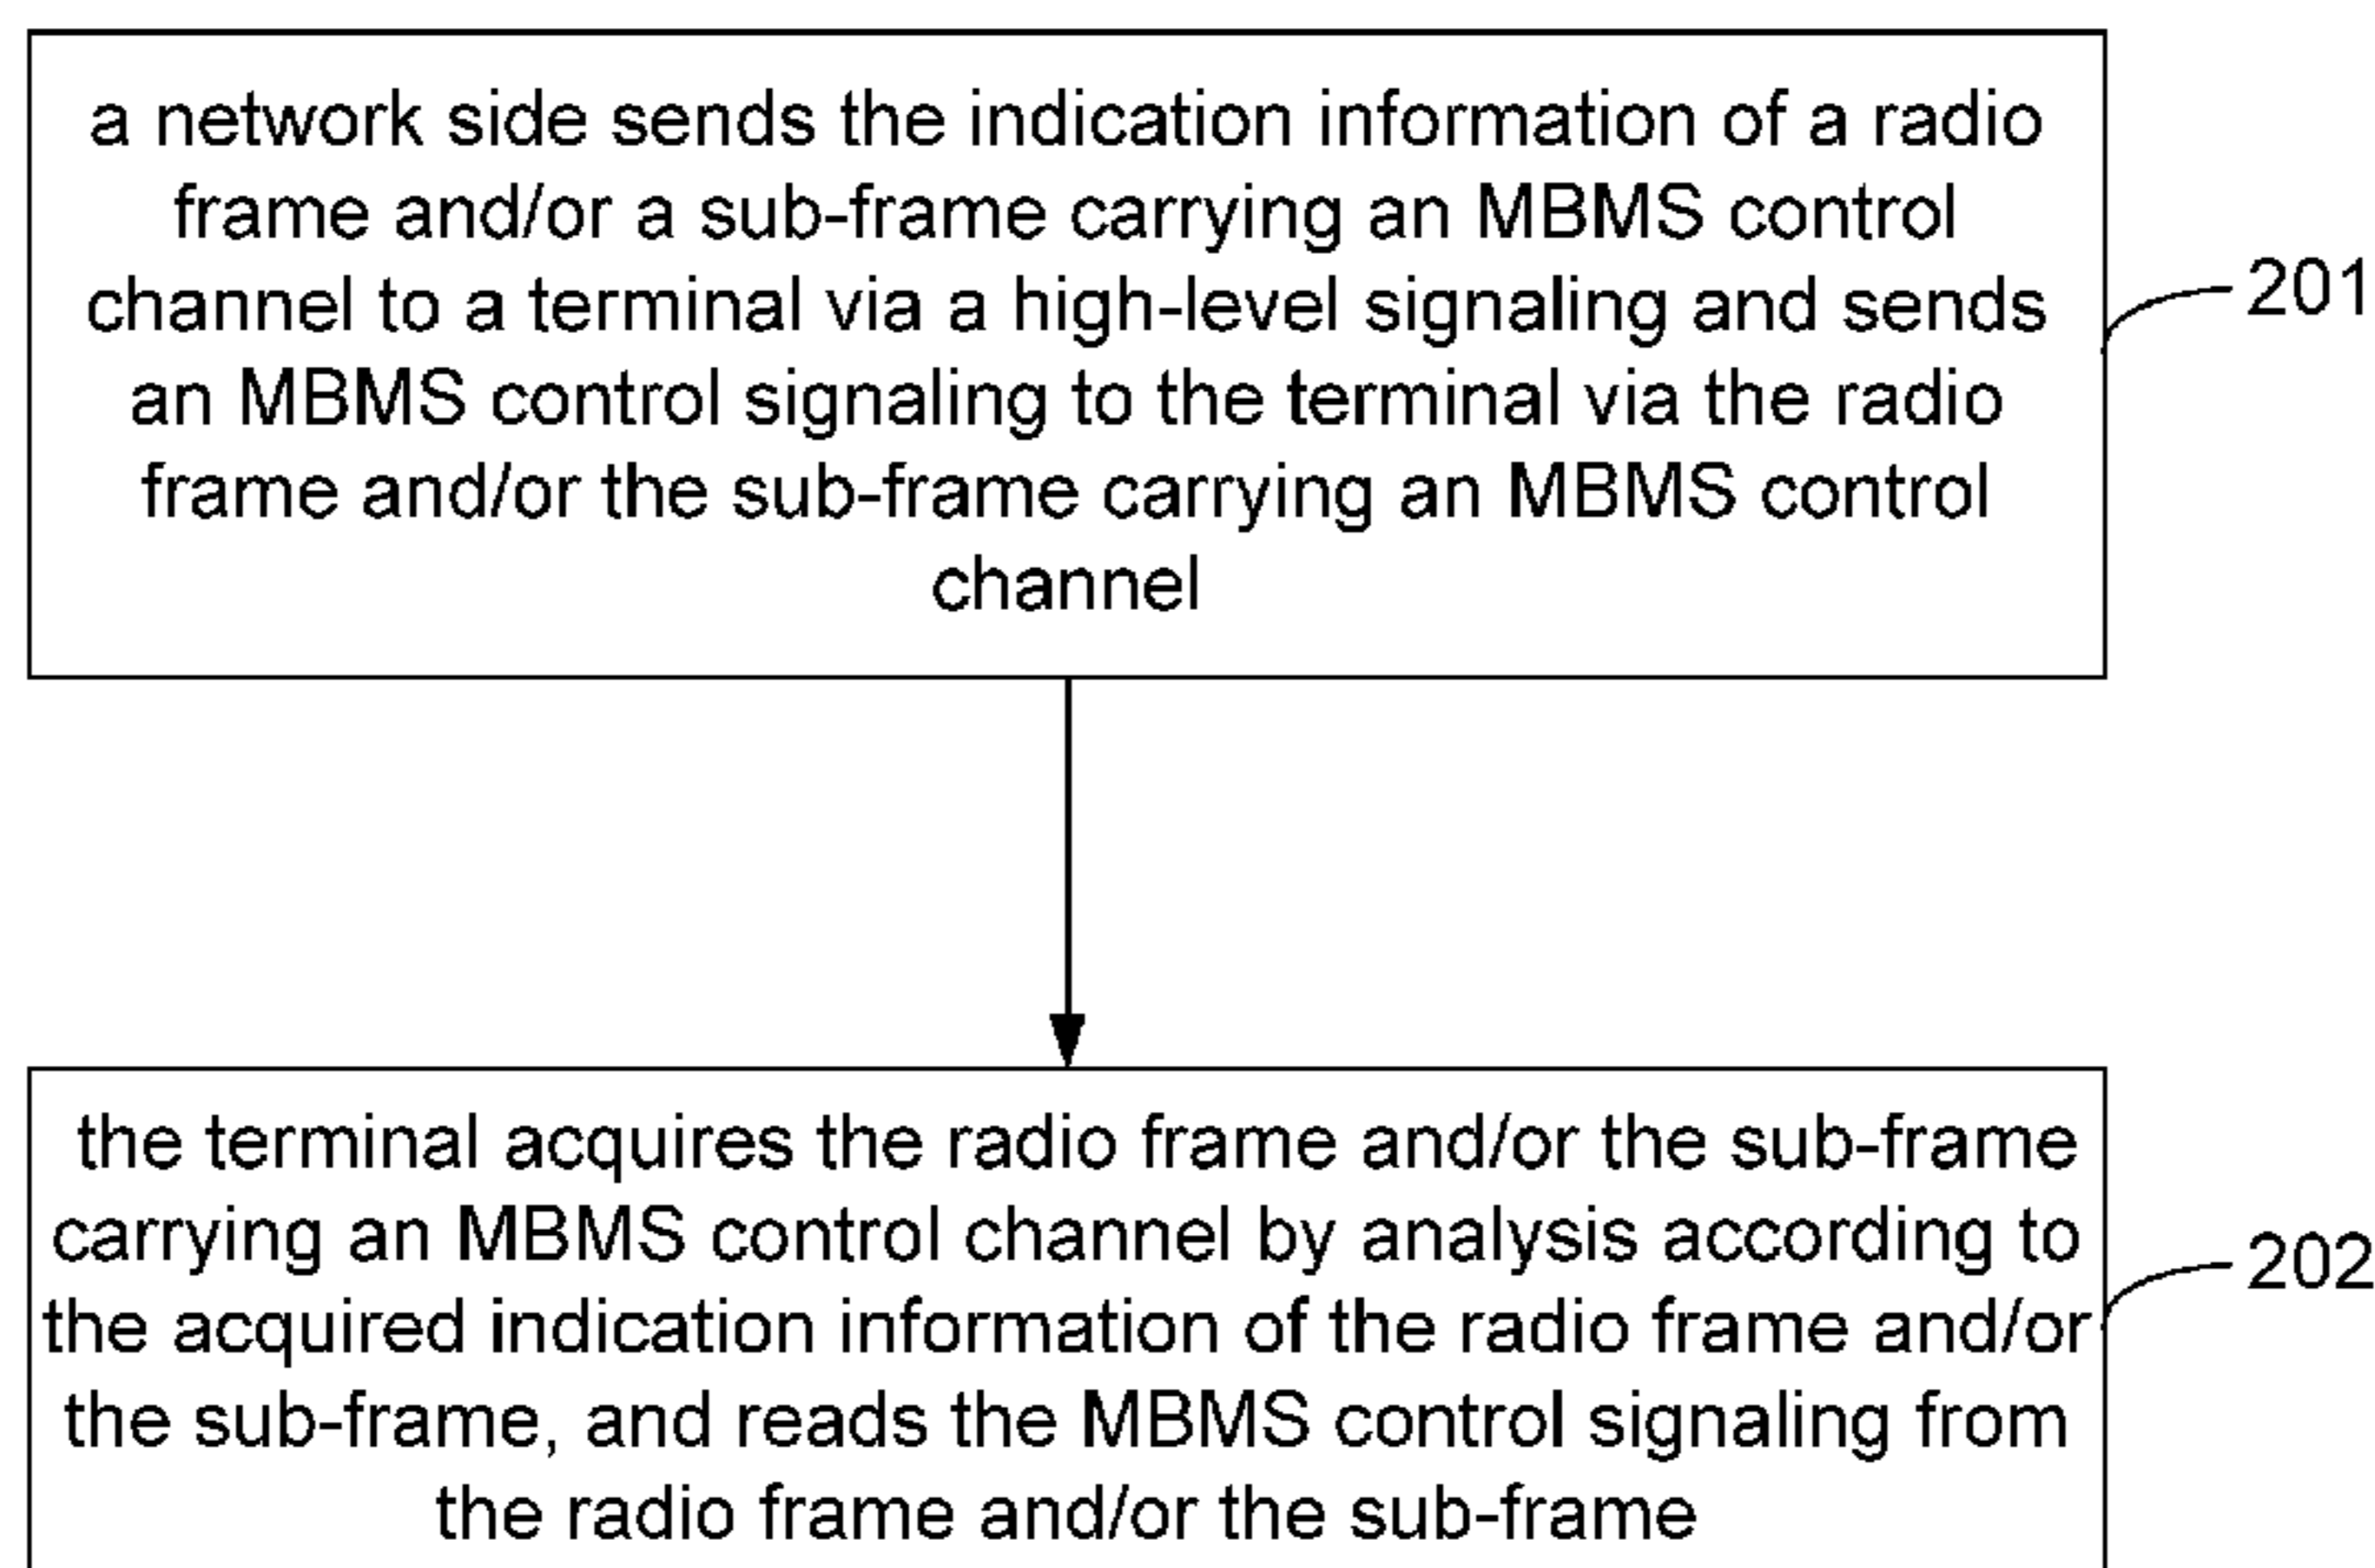 a network side sends the indication information of a radio
frame and/or a sub-frame carrying an MBMS control
channel to a terminal via a high-level signaling and sends
an MBMS control signaling to the terminal via the radio
frame and/or the sub-frame carrying an MBMS control
channel
201
the terminal acquires the radio frame and/or the sub-frame
carrying an MBMS control channel by analysis according to
the acquired indication information of the radio frame and/or
the sub-frame, and reads the MBMS control signaling from
the radio frame and/or the sub-frame
202